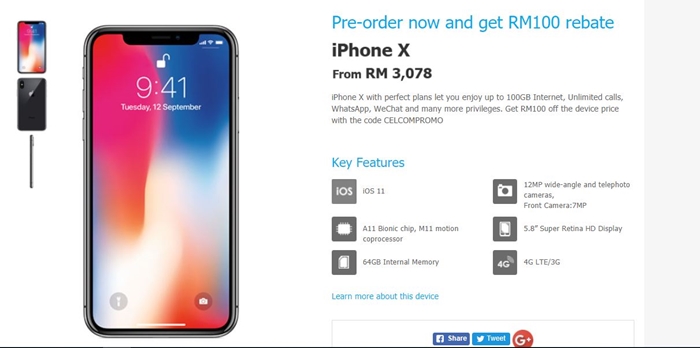 Pre-order now and get RM100 rebate
iPhone X
From RM 3,078
iPhone X with perfect plans let you enjoy up to 100GB Internet, Unlimited calls,
WhatsApp, WeChat and many more privileges. Get RM100 off the device price
with the code CELCOMPROMO
9:41
Tuesday, 12 September
Key Features
iOS
iOS 11
12MP wide-angle and telephoto
cameras,
Front Camera:7MP
A11 Bionic chip, M11 motion
coprocessor
5.8" Super Retina HD Display
64GB Internal Memory
4G
4G LTE/3G
Learn more about this device
Share
Tweet
G+